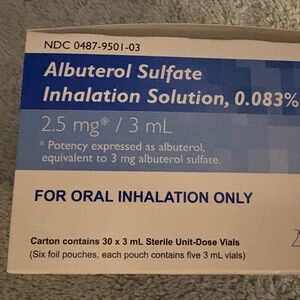 NDC 0487-9501-03
Albuterol Sulfate
Inhalation Solution, 0.083%
2.5 mg* / 3 mL
* Potency expressed as albuterol,
equivalent to 3 mg albuterol sulfate.
FOR ORAL INHALATION ONLY
Carton contains 30 x 3 mL Sterile Unit-Dose Vials
(Six foil pouches, each pouch contains five 3 mL vials)